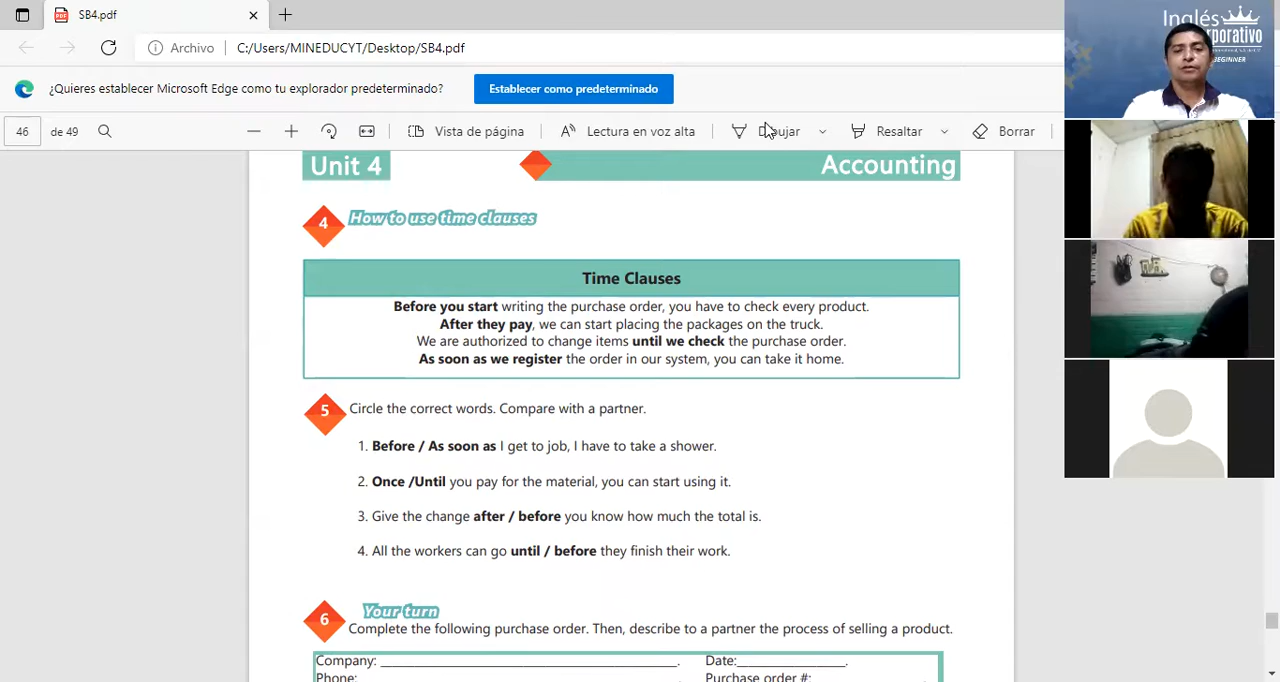 SB4.pdf
Archivo
C:/Users/MINEDUCYT/Desktop/SB4.pdf
¿Quieres establecer Microsoft Edge como tu explorador predeterminado?
Establecer como predeterminado
46 de 49
Vista de página
Lectura en voz alta
Dibujar
Resaltar
Borrar
Unit 4
Accounting
4 How to use time clauses
Time Clauses
Before you start writing the purchase order, you have to check every product.
After they pay, we can start placing the packages on the truck.
We are authorized to change items until we check the purchase order.
As soon as we register the order in our system, you can take it home.
5 Circle the correct words. Compare with a partner.
1. Before / As soon as I get to job, I have to take a shower.
2. Once /Until you pay for the material, you can start using it.
3. Give the change after / before you know how much the total is.
4. All the workers can go until / before they finish their work.
6 Your turn
Complete the following purchase order. Then, describe to a partner the process of selling a product.
Company: ______________________________________. Date:______________.
Phone: Purchase order #:
Inglés
BEGINNER